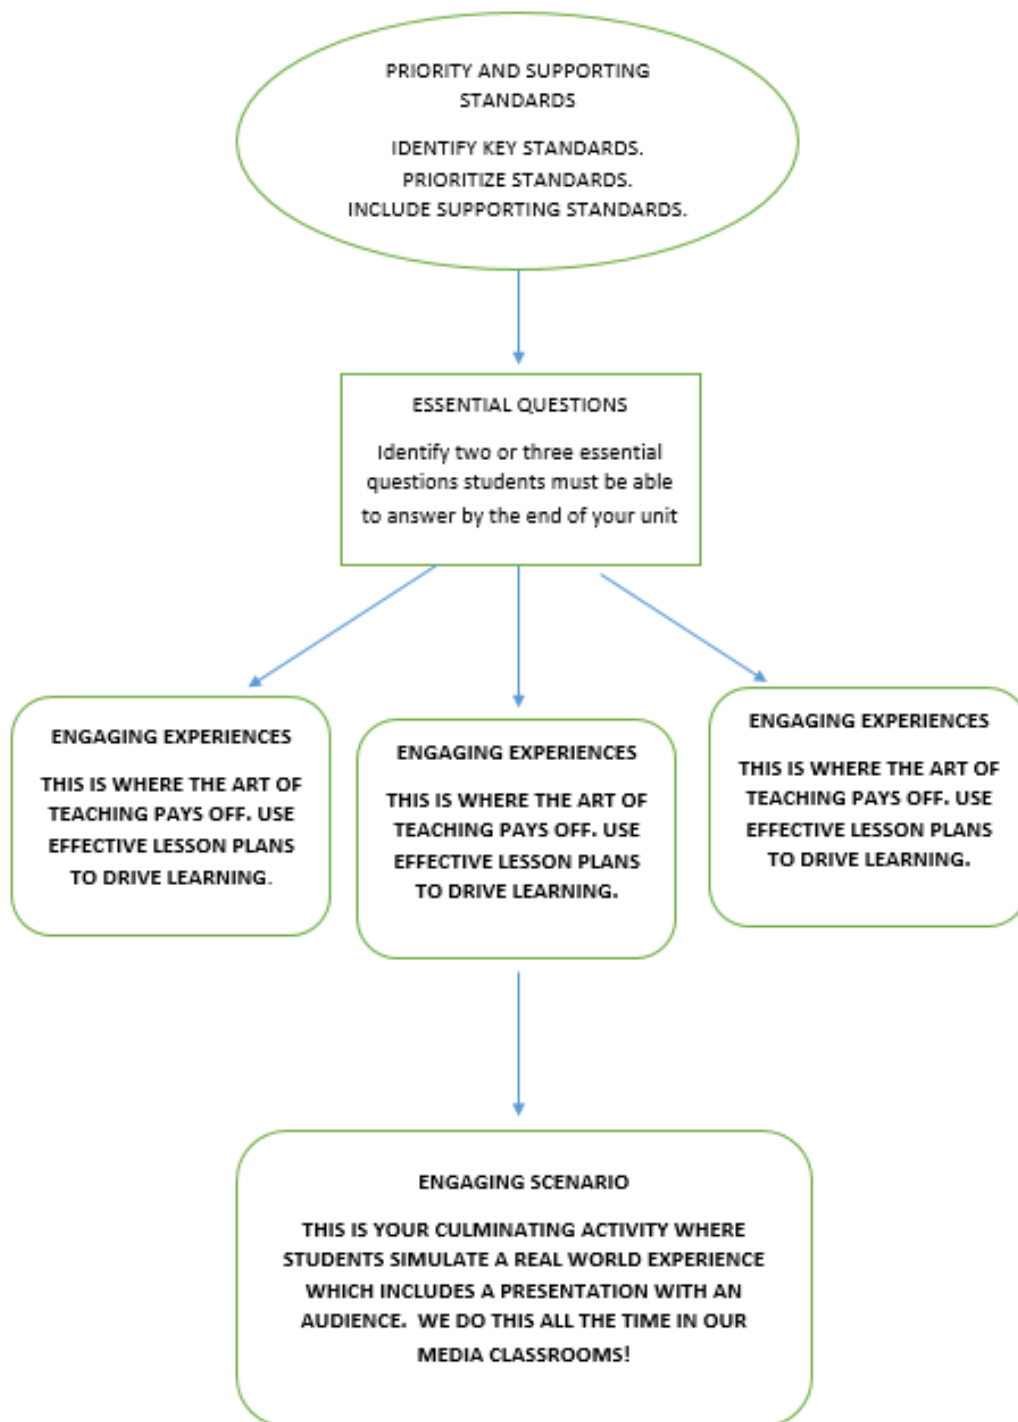 PRIORITY AND SUPPORTING
STANDARDS
IDENTIFY KEY STANDARDS.
PRIORITIZE STANDARDS.
INCLUDE SUPPORTING STANDARDS.
ESSENTIAL QUESTIONS
Identify two or three essential
questions students must be able
to answer by the end of your unit
ENGAGING EXPERIENCES
THIS IS WHERE THE ART OF
TEACHING PAYS OFF. USE
EFFECTIVE LESSON PLANS
TO DRIVE LEARNING.
ENGAGING EXPERIENCES
THIS IS WHERE THE ART OF
TEACHING PAYS OFF. USE
EFFECTIVE LESSON PLANS
TO DRIVE LEARNING.
ENGAGING EXPERIENCES
THIS IS WHERE THE ART OF
TEACHING PAYS OFF. USE
EFFECTIVE LESSON PLANS
TO DRIVE LEARNING.
ENGAGING SCENARIO
THIS IS YOUR CULMINATING ACTIVITY WHERE
STUDENTS SIMULATE A REAL WORLD EXPERIENCE
WHICH INCLUDES A PRESENTATION WITH AN
AUDIENCE. WE DO THIS ALL THE TIME IN OUR
MEDIA CLASSROOMS!